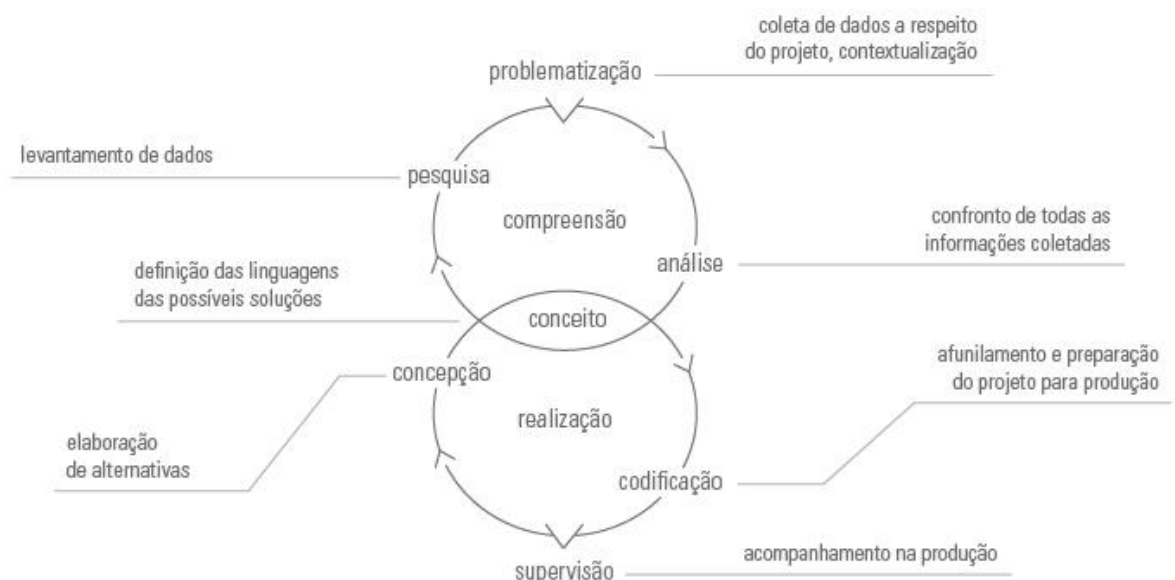 coleta de dados a respeito
do projeto, contextualização
problematização
levantamento de dados
pesquisa
compreensão
confronto de todas as
informações coletadas
análise
definição das linguagens
das possíveis soluções
conceito
concepção
afunilamento e preparação
do projeto para produção
realização
elaboração
de alternativas
codificação
acompanhamento na produção
supervisão